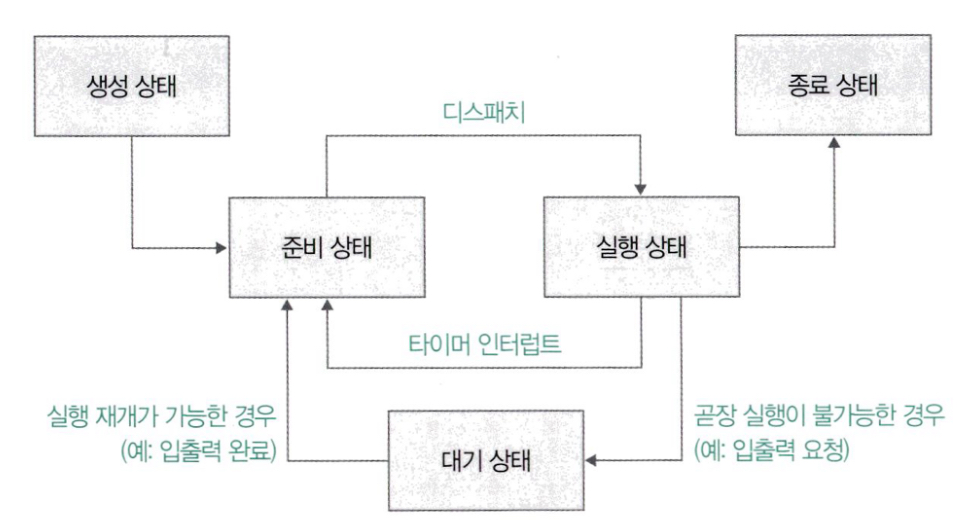 생성 상태
종료 상태
디스패치
준비 상태
실행 상태
타이머 인터럽트
실행 재개가 가능한 경우
(예: 입출력 완료)
대기 상태
곧장 실행이 불가능한 경우
(예: 입출력 요청)